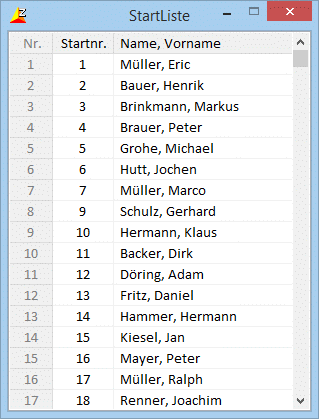 StartListe
Nr. Startnr. Name, Vorname
1 1 Müller, Eric
2 2 Bauer, Henrik
3 3 Brinkmann, Markus
4 4 Brauer, Peter
5 5 Grohe, Michael
6 6 Hutt, Jochen
7 7 Müller, Marco
8 9 Schulz, Gerhard
9 10 Hermann, Klaus
10 11 Backer, Dirk
11 12 Döring, Adam
12 13 Fritz, Daniel
13 14 Hammer, Hermann
14 15 Kiesel, Jan
15 16 Mayer, Peter
16 17 Müller, Ralph
17 18 Renner, Joachim